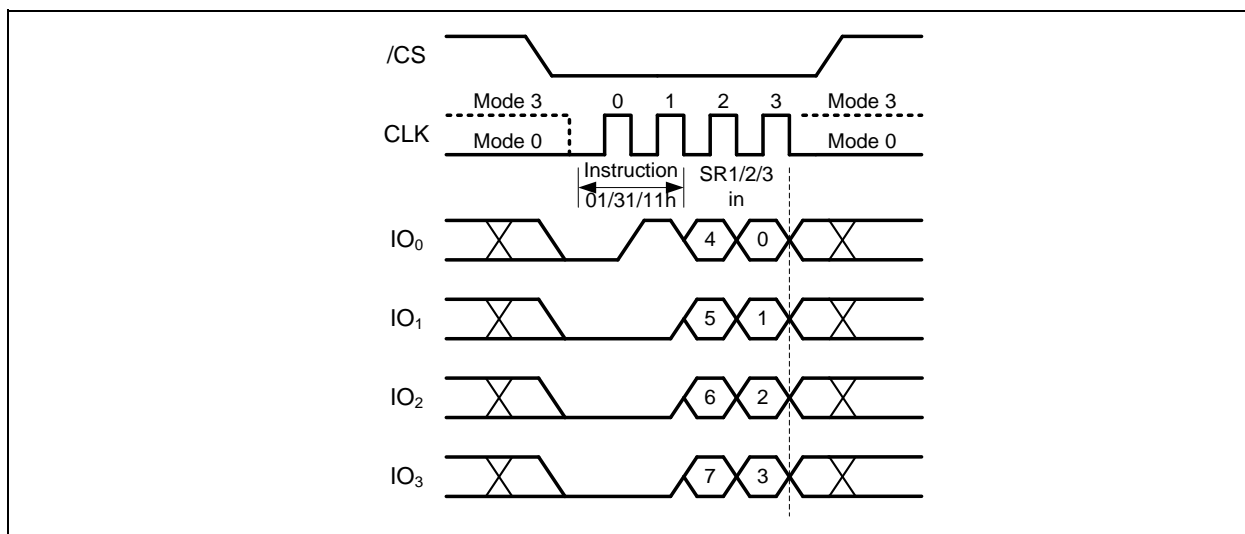 /CS
Mode 3 0 1 2 3 Mode 3
CLK
Mode 0 Mode 0
Instruction SR1/2/3
01/31/11h in
IO₀ 4 0
IO₁ 5 1
IO₂ 6 2
IO₃ 7 3